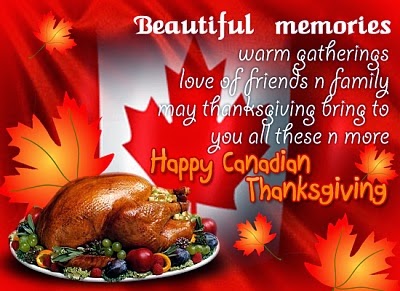 Beautiful memories
warm gatherings
love of friends n family
may thanksgiving bring to
you all these n more
Happy Canadian
Thanksgiving